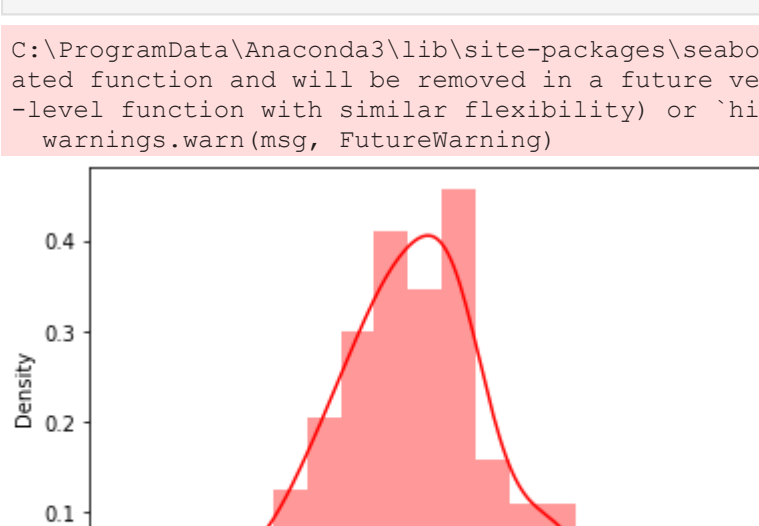 C:\ProgramData\Anaconda3\lib\site-packages\seabo
ated function and will be removed in a future ve
-level function with similar flexibility) or `hi
warnings.warn(msg, FutureWarning)
0.4
0.3
Density
0.2
0.1